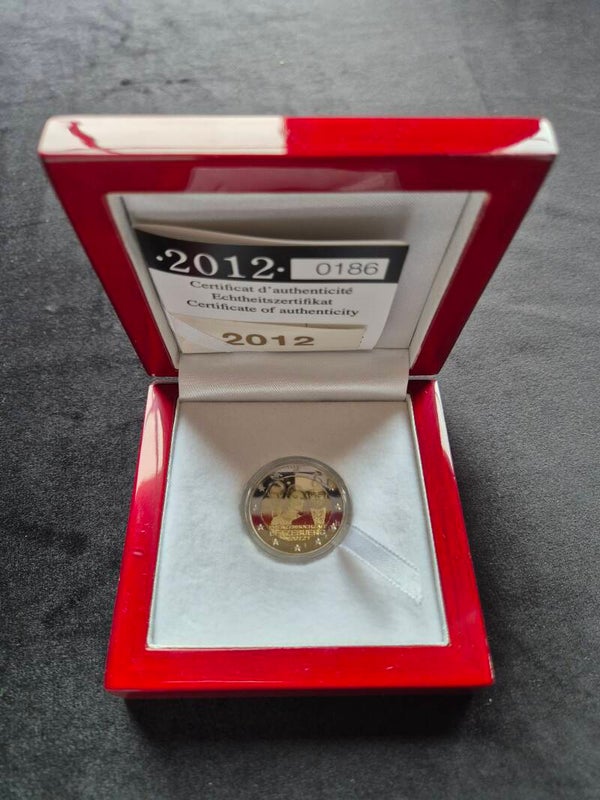 ·2012·
0186
Certificat d'authenticité
Echtheitszertifikat
Certificate of authenticity
2012